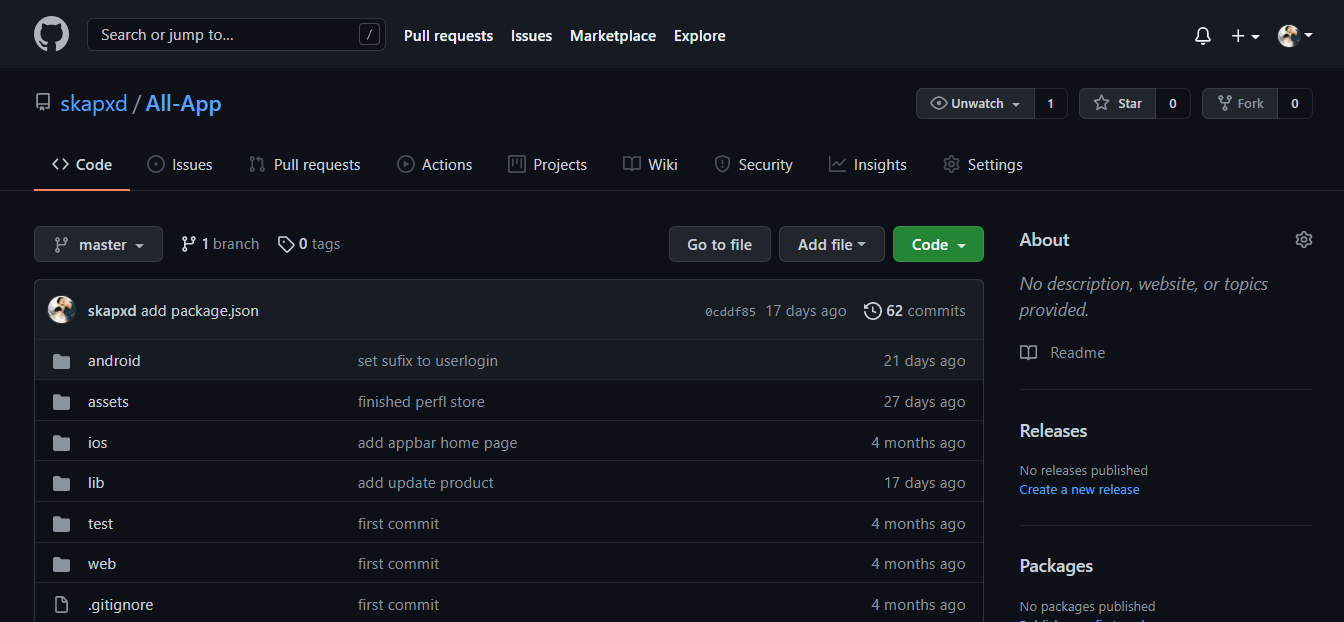 Search or jump to... / Pull requests Issues Marketplace Explore
skapxd / All-App Unwatch 1 Star 0 Fork 0
Code Issues Pull requests Actions Projects Wiki Security Insights Settings
master 1 branch 0 tags Go to file Add file Code
skapxd add package.json 0cddf85 17 days ago 62 commits
android set sufix to userlogin 21 days ago
assets finished perfl store 27 days ago
ios add appbar home page 4 months ago
lib add update product 17 days ago
test first commit 4 months ago
web first commit 4 months ago
.gitignore first commit 4 months ago
About
No description, website, or topics
provided.
Readme
Releases
No releases published
Create a new release
Packages
No packages published